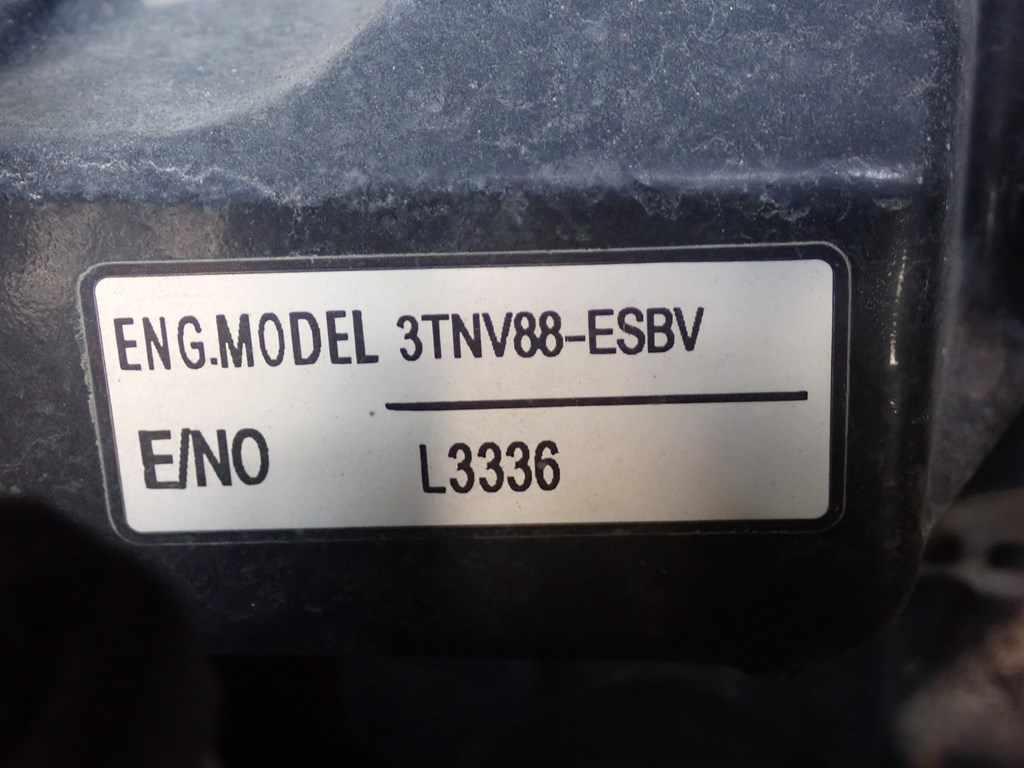 ENG.MODEL 3TNV88-ESBV
E/NO L3336